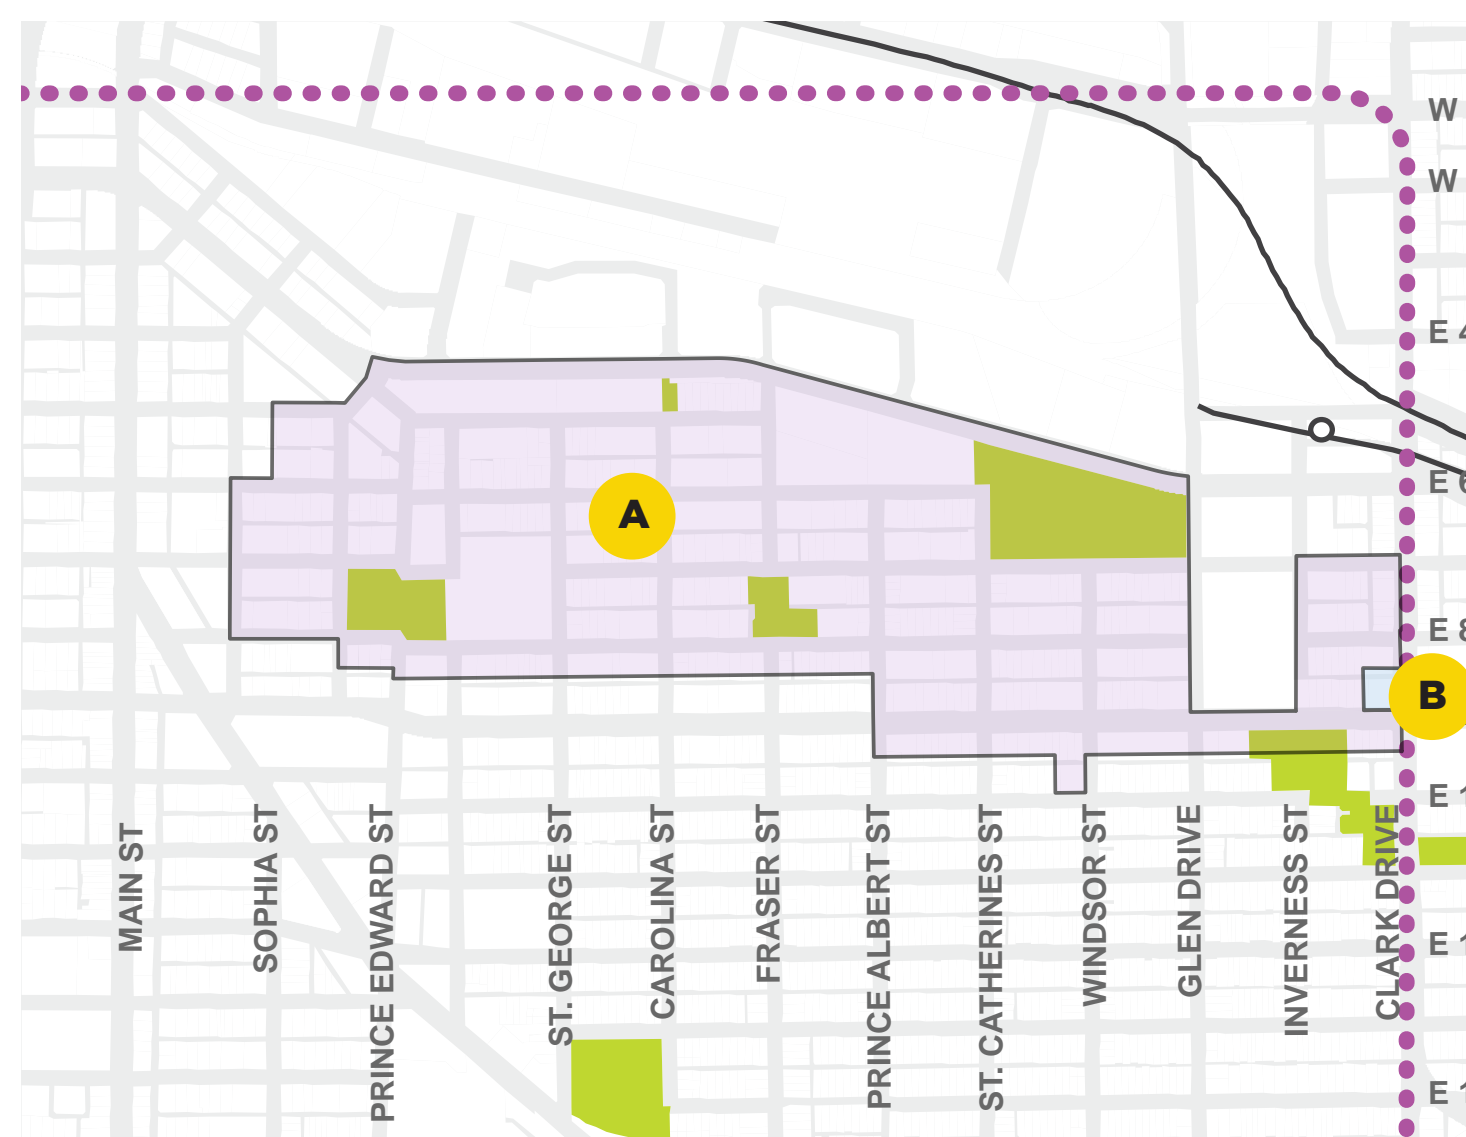 W
W
E 4
A
E 6
E 8
B
E 1
MAIN ST
SOPHIA ST
PRINCE EDWARD ST
ST. GEORGE ST
CAROLINA ST
FRASER ST
PRINCE ALBERT ST
ST. CATHERINES ST
WINDSOR ST
GLEN DRIVE
INVERNESS ST
CLARK DRIVE
E 1
E 1